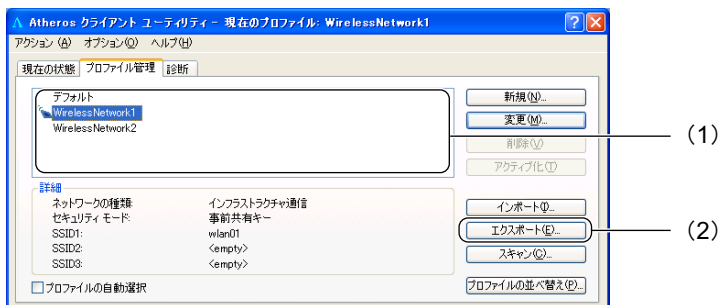 Atheros クライアント ユーティリティ - 現在のプロファイル: WirelessNetwork1
アクション (A) オプション(O) ヘルプ(H)
現在の状態 プロファイル管理 診断
デフォルト
WirelessNetwork1
WirelessNetwork2
新規(N)...
変更(M)...
削除(V)
アクティブ化(T)
(1)
詳細
ネットワークの種類: インフラストラクチャ通信
セキュリティ モード: 事前共有キー
SSID1: wlan01
SSID2: <empty>
SSID3: <empty>
インポート(I)...
エクスポート(E)...
(2)
スキャン(C)...
プロファイルの自動選択
プロファイルの並べ替え(P)...